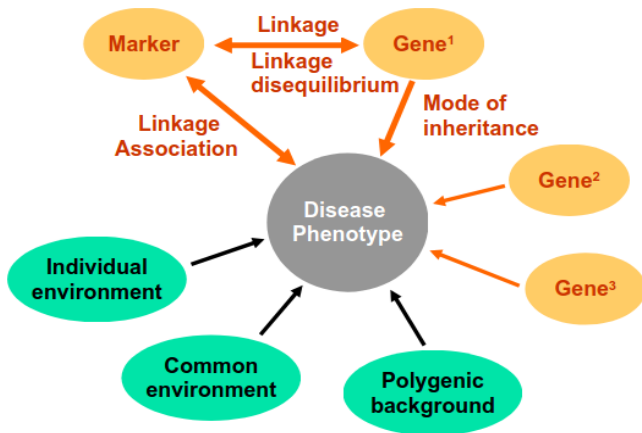 Marker
Linkage
Linkage
disequilibrium
Gene¹
Mode of
inheritance
Linkage
Association
Disease
Phenotype
Gene²
Gene³
Individual
environment
Common
environment
Polygenic
background